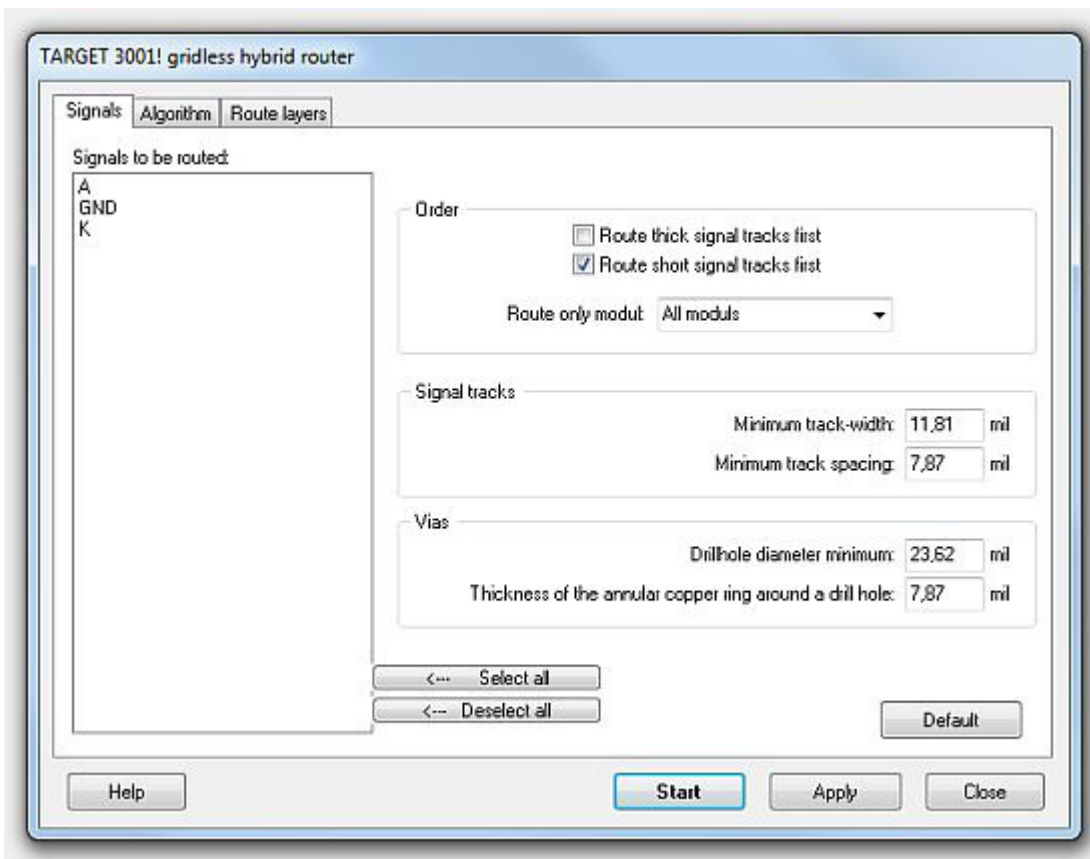 TARGET 3001! gridless hybrid router
Signals Algorithm Route layers
Signals to be routed:
A
GND
K
Order
Route thick signal tracks first
Route short signal tracks first
Route only modul: All moduls
Signal tracks
Minimum track-width: 11,81 mil
Minimum track spacing: 7,87 mil
Vias
Drillhole diameter minimum: 23,62 mil
Thickness of the annular copper ring around a drill hole: 7,87 mil
<--- Select all
<--- Deselect all
Default
Help Start Apply Close